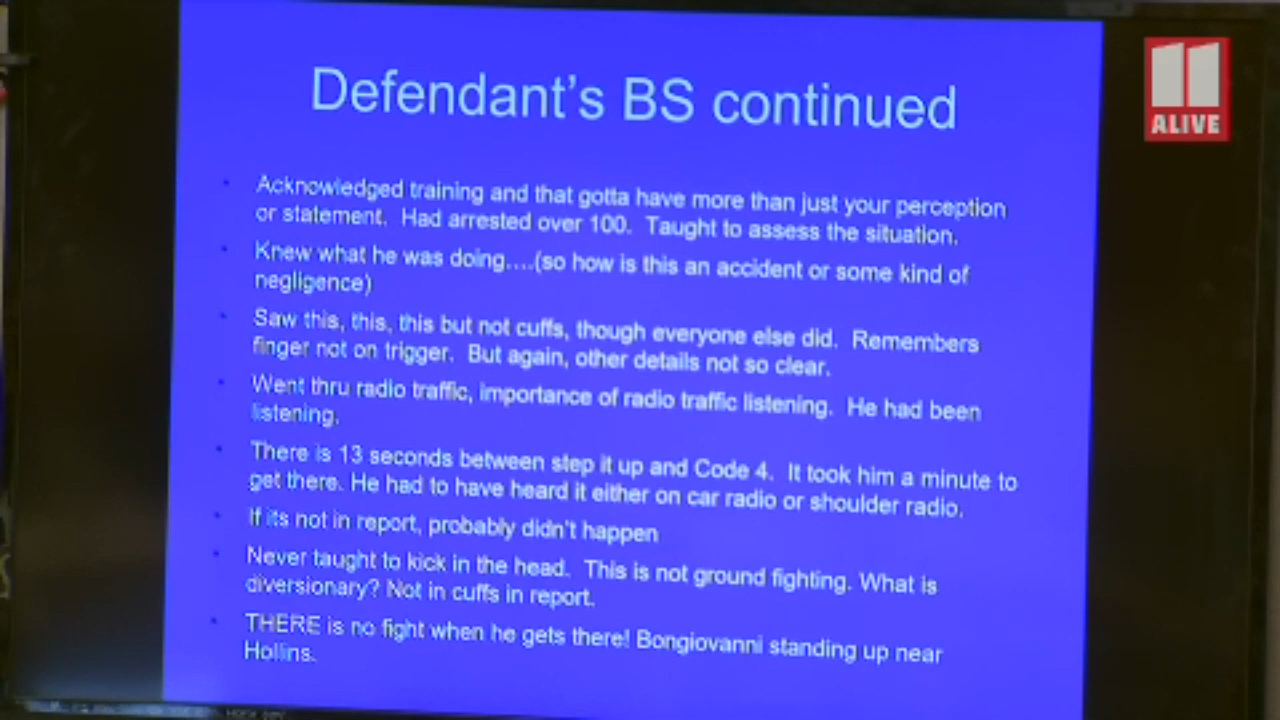 Defendant's BS continued
11
ALIVE
Acknowledged training and that gotta have more than just your perception
or statement. Had arrested over 100. Taught to assess the situation.
Knew what he was doing....(so how is this an accident or some kind of
negligence)
Saw this, this, this but not cuffs, though everyone else did. Remembers
finger not on trigger. But again, other details not so clear.
Went thru radio traffic, importance of radio traffic listening. He had been
listening.
There is 13 seconds between step it up and Code 4. It took him a minute to
get there. He had to have heard it either on car radio or shoulder radio.
If its not in report, probably didn't happen
Never taught to kick in the head. This is not ground fighting. What is
diversionary? Not in cuffs in report.
THERE is no fight when he gets there! Bongiovanni standing up near
Hollins.